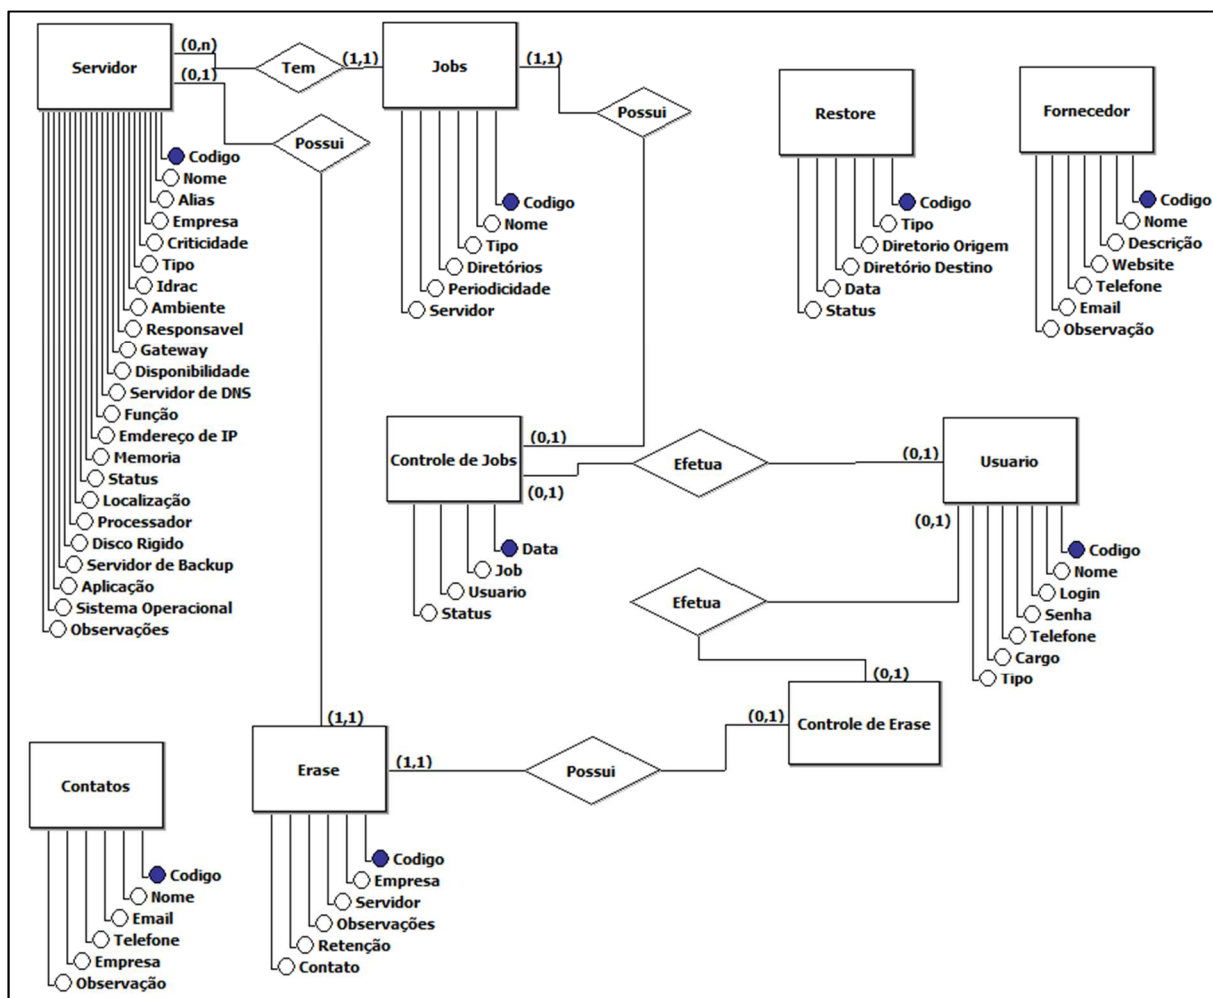 Servidor
(0,n)
(0,1)
Tem
(1,1)
Jobs
(1,1)
Possui
Possui
Restore
Fornecedor
Codigo
Nome
Alias
Empresa
Criticidade
Tipo
Idrac
Ambiente
Responsavel
Gateway
Disponibilidade
Servidor de DNS
Função
Emdereço de IP
Memoria
Status
Localização
Processador
Disco Rigido
Servidor de Backup
Aplicação
Sistema Operacional
Observações
Codigo
Nome
Tipo
Diretórios
Periodicidade
Servidor
Codigo
Tipo
Diretorio Origem
Diretório Destino
Data
Status
Codigo
Nome
Descrição
Website
Telefone
Email
Observação
Controle de Jobs
(0,1)
(0,1)
Efetua
(0,1)
Usuario
(0,1)
Data
Job
Usuario
Status
Codigo
Nome
Login
Senha
Telefone
Cargo
Tipo
Efetua
(0,1)
Controle de Erase
(0,1)
Possui
(1,1)
(1,1)
Erase
Codigo
Empresa
Servidor
Observações
Retenção
Contato
Contatos
Codigo
Nome
Email
Telefone
Empresa
Observação